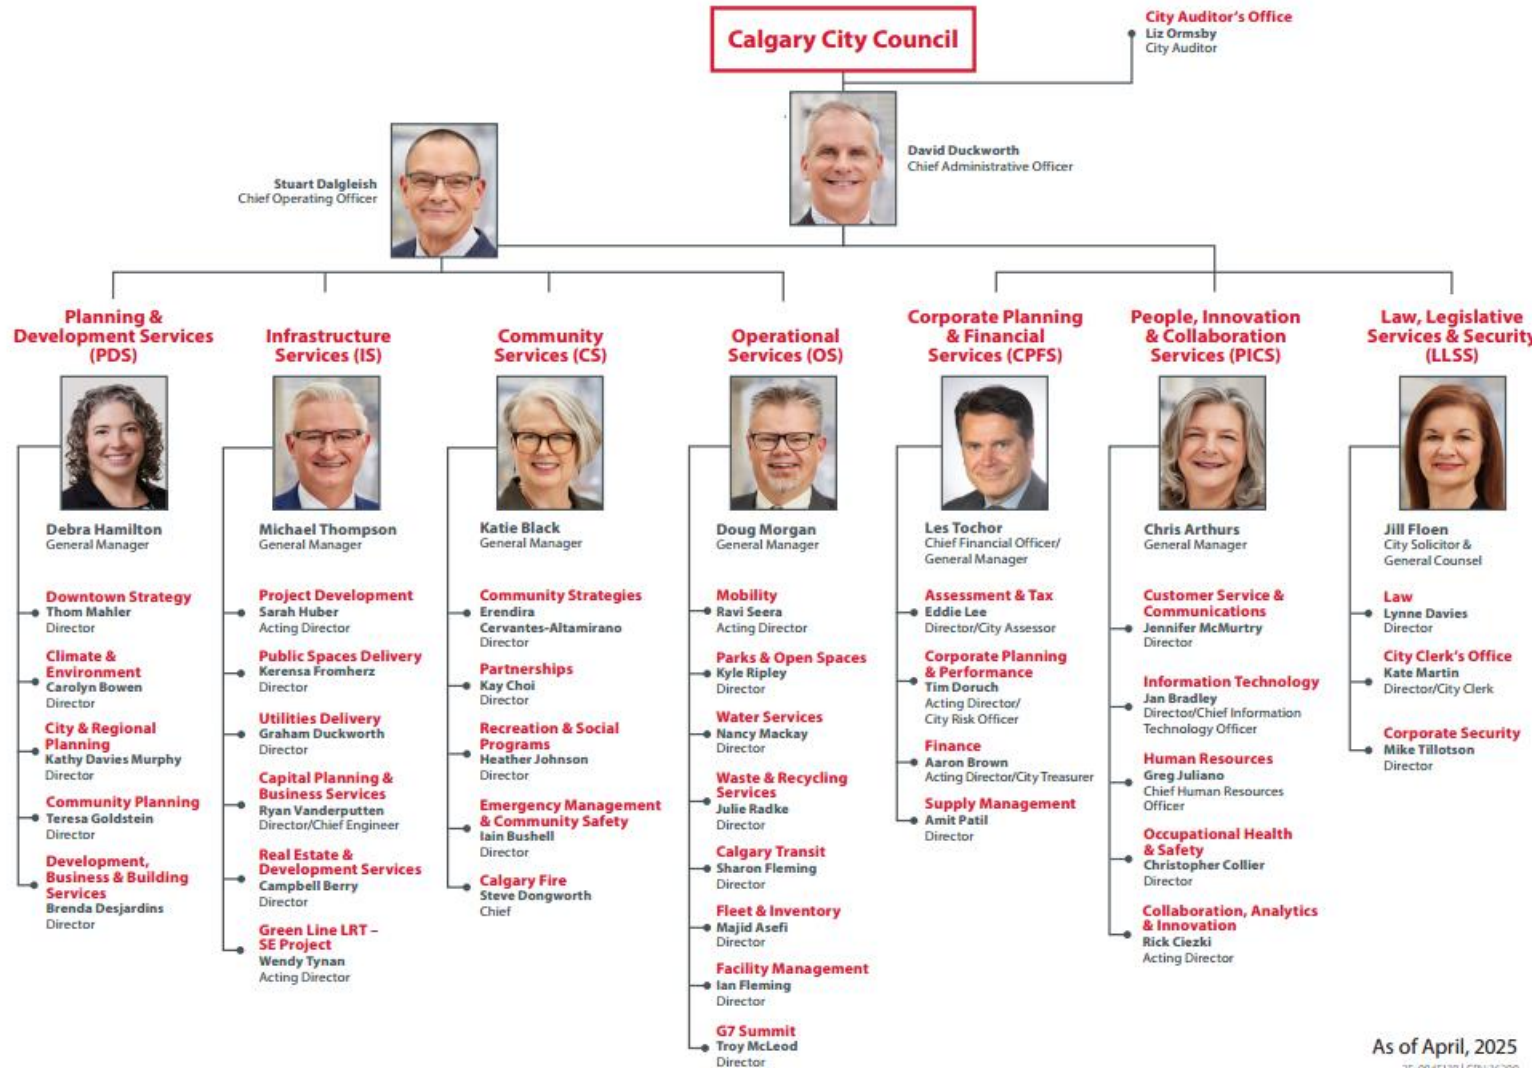 Calgary City Council
City Auditor's Office
Liz Ormsby
City Auditor
David Duckworth
Chief Administrative Officer
Stuart Dalgleish
Chief Operating Officer
Planning &
Development Services
(PDS)
Debra Hamilton
General Manager
Downtown Strategy
Thom Mahler
Director
Climate &
Environment
Carolyn Bowen
Director
City & Regional
Planning
Kathy Davies Murphy
Director
Community Planning
Teresa Goldstein
Director
Development,
Business & Building
Services
Brenda Desjardins
Director
Infrastructure
Services (IS)
Michael Thompson
General Manager
Project Development
Sarah Huber
Acting Director
Public Spaces Delivery
Kerensa Fromherz
Director
Utilities Delivery
Graham Duckworth
Director
Capital Planning &
Business Services
Ryan Vanderputten
Director/Chief Engineer
Real Estate &
Development Services
Campbell Berry
Director
Green Line LRT –
SE Project
Wendy Tynan
Acting Director
Community
Services (CS)
Katie Black
General Manager
Community Strategies
Erendira
Cervantes-Altamirano
Director
Partnerships
Kay Choi
Director
Recreation & Social
Programs
Heather Johnson
Director
Emergency Management
& Community Safety
Iain Bushell
Director
Calgary Fire
Steve Dongworth
Chief
Operational
Services (OS)
Doug Morgan
General Manager
Mobility
Ravi Seera
Acting Director
Parks & Open Spaces
Kyle Ripley
Director
Water Services
Nancy Mackay
Director
Waste & Recycling
Services
Julie Radke
Director
Calgary Transit
Sharon Fleming
Director
Fleet & Inventory
Majid Asefi
Director
Facility Management
Ian Fleming
Director
G7 Summit
Troy McLeod
Director
Corporate Planning
& Financial
Services (CPFS)
Les Tochor
Chief Financial Officer/
General Manager
Assessment & Tax
Eddie Lee
Director/City Assessor
Corporate Planning
& Performance
Tim Doruch
Acting Director/
City Risk Officer
Finance
Aaron Brown
Acting Director/City Treasurer
Supply Management
Amit Patil
Director
People, Innovation
& Collaboration
Services (PICS)
Chris Arthurs
General Manager
Customer Service &
Communications
Jennifer McMurtry
Director
Information Technology
Jan Bradley
Director/Chief Information
Technology Officer
Human Resources
Greg Juliano
Chief Human Resources
Officer
Occupational Health
& Safety
Christopher Collier
Director
Collaboration, Analytics
& Innovation
Rick Ciezki
Acting Director
Law, Legislative
Services & Security
(LLSS)
Jill Floen
City Solicitor &
General Counsel
Law
Lynne Davies
Director
City Clerk's Office
Kate Martin
Director/City Clerk
Corporate Security
Mike Tillotson
Director
As of April, 2025